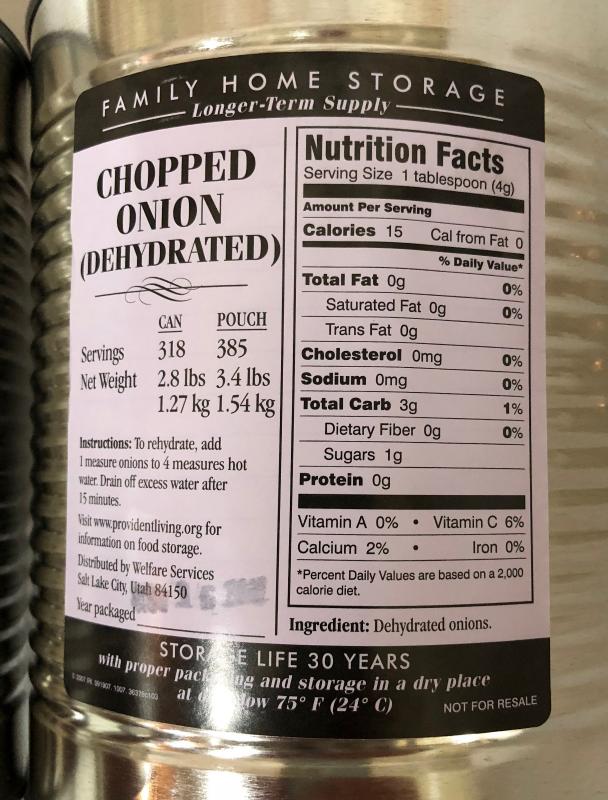 FAMILY HOME STORAGE
Longer-Term Supply
CHOPPED
ONION
(DEHYDRATED)
CAN POUCH
Servings 318 385
Net Weight 2.8 lbs 3.4 lbs
1.27 kg 1.54 kg
Instructions: To rehydrate, add
1 measure onions to 4 measures hot
water. Drain off excess water after
15 minutes.
Visit www.providentliving.org for
information on food storage.
Distributed by Welfare Services
Salt Lake City, Utah 84150
Year packaged
Nutrition Facts
Serving Size 1 tablespoon (4g)
Amount Per Serving
Calories 15 Cal from Fat 0
% Daily Value*
Total Fat 0g 0%
Saturated Fat 0g 0%
Trans Fat 0g
Cholesterol 0mg 0%
Sodium 0mg 0%
Total Carb 3g 1%
Dietary Fiber 0g 0%
Sugars 1g
Protein 0g
Vitamin A 0% • Vitamin C 6%
Calcium 2% • Iron 0%
*Percent Daily Values are based on a 2,000
calorie diet.
Ingredient: Dehydrated onions.
LIFE 30 YEARS
with proper and storage in a dry place
at 75° F (24° C)
NOT FOR RESALE